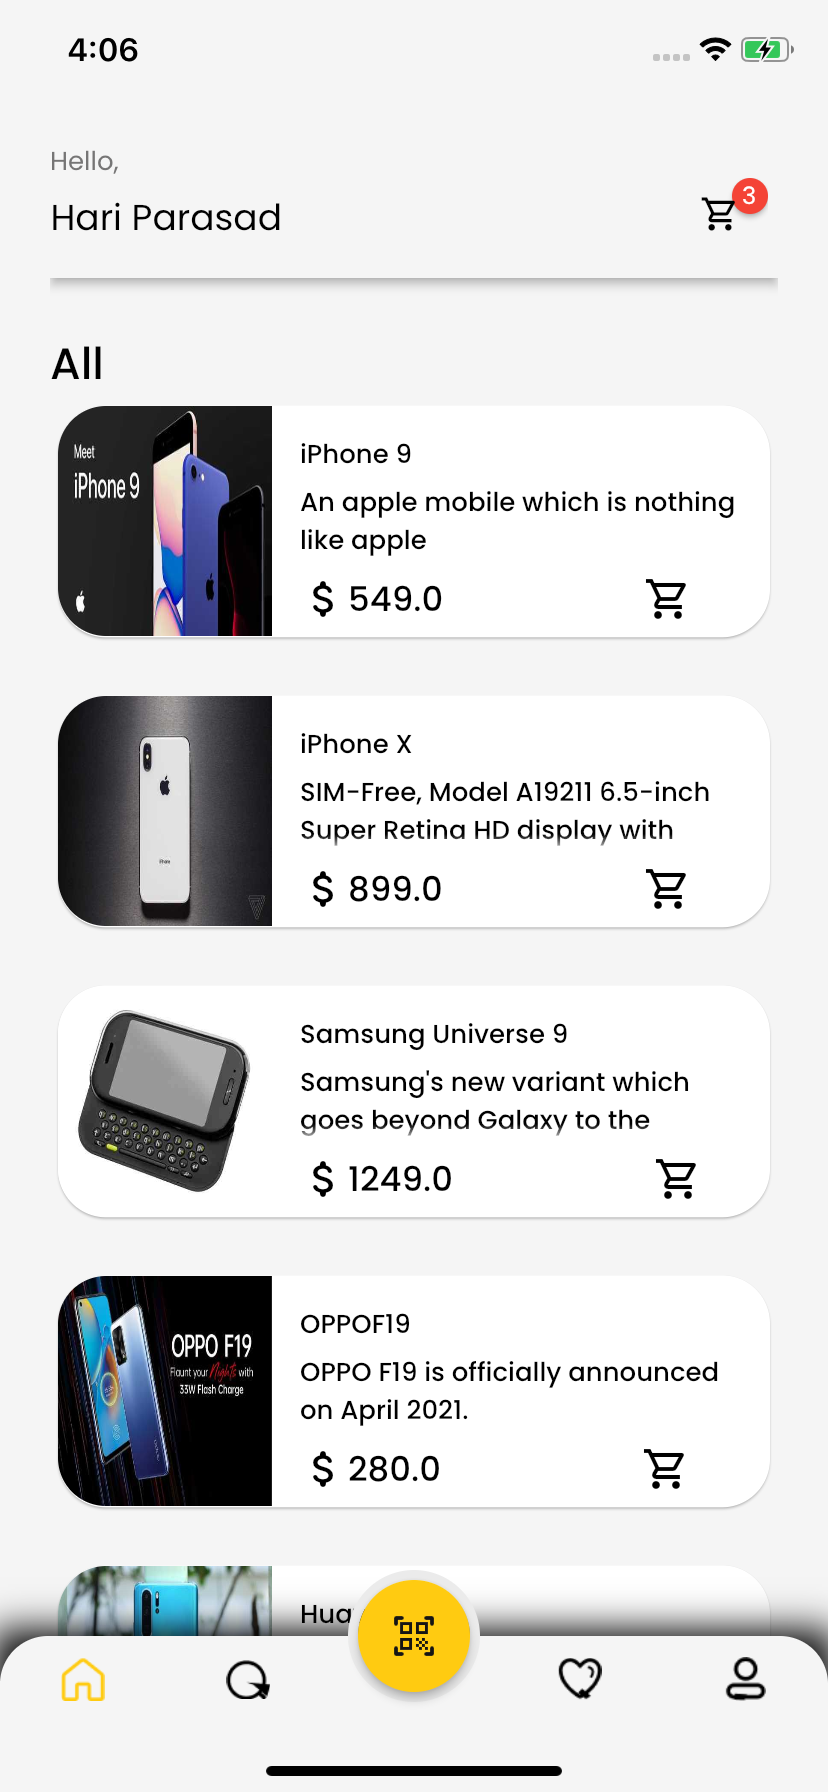 4:06
Hello,
Hari Parasad
3
All
Meet
iPhone 9
iPhone 9
An apple mobile which is nothing
like apple
$ 549.0
iPhone X
SIM-Free, Model A19211 6.5-inch
Super Retina HD display with
$ 899.0
Samsung Universe 9
Samsung's new variant which
goes beyond Galaxy to the
$ 1249.0
OPPO F19
Flaunt your Nights with
33W Flash Charge
OPPOF19
OPPO F19 is officially announced
on April 2021.
$ 280.0
Hua